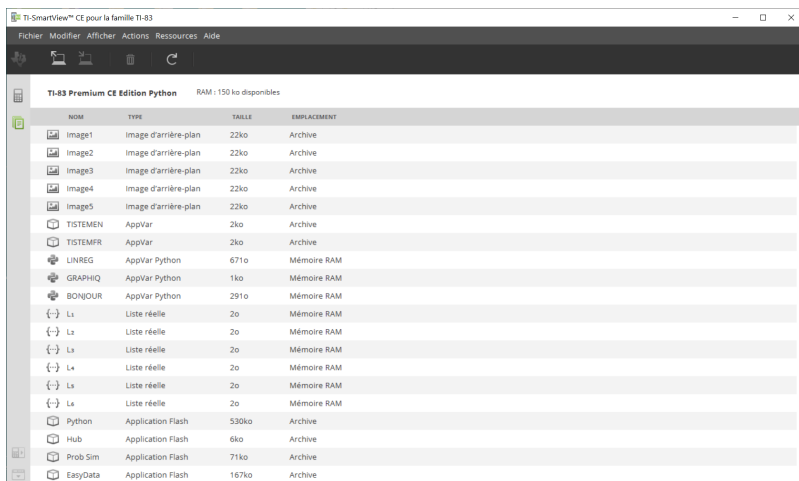 TI-SmartView™ CE pour la famille TI-83
Fichier Modifier Afficher Actions Ressources Aide
TI-83 Premium CE Edition Python RAM : 150 ko disponibles
NOM TYPE TAILLE EMPLACEMENT
Image1 Image d'arrière-plan 22ko Archive
Image2 Image d'arrière-plan 22ko Archive
Image3 Image d'arrière-plan 22ko Archive
Image4 Image d'arrière-plan 22ko Archive
Image5 Image d'arrière-plan 22ko Archive
TISTEMEN AppVar 2ko Archive
TISTEMFR AppVar 2ko Archive
LINREG AppVar Python 671o Mémoire RAM
GRAPHIQ AppVar Python 1ko Mémoire RAM
BONJOUR AppVar Python 291o Mémoire RAM
L₁ Liste réelle 2o Mémoire RAM
L₂ Liste réelle 2o Mémoire RAM
L₃ Liste réelle 2o Mémoire RAM
L₄ Liste réelle 2o Mémoire RAM
L₅ Liste réelle 2o Mémoire RAM
L₆ Liste réelle 2o Mémoire RAM
Python Application Flash 530ko Archive
Hub Application Flash 6ko Archive
Prob Sim Application Flash 71ko Archive
EasyData Application Flash 167ko Archive